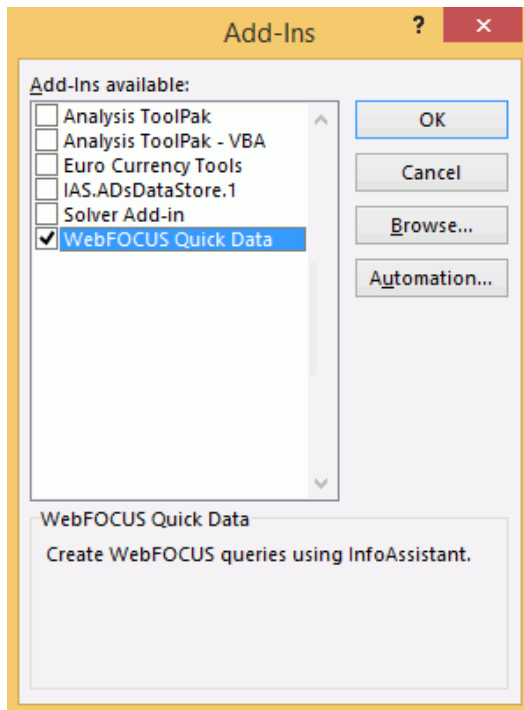 Add-Ins
?
×
Add-Ins available:
Analysis ToolPak
Analysis ToolPak - VBA
Euro Currency Tools
IAS.ADsDataStore.1
Solver Add-in
WebFOCUS Quick Data
OK
Cancel
Browse...
Automation...
WebFOCUS Quick Data
Create WebFOCUS queries using InfoAssistant.